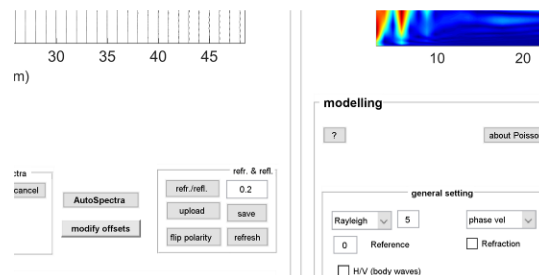 30 35 40 45
m)
10 20
modelling
?
about Poisso
tra
cancel
AutoSpectra
modify offsets
refr. & refl.
refr./refl. 0.2
upload save
flip polarity refresh
general setting
Rayleigh 5 phase vel
0 Reference Refraction
H/V (body waves)